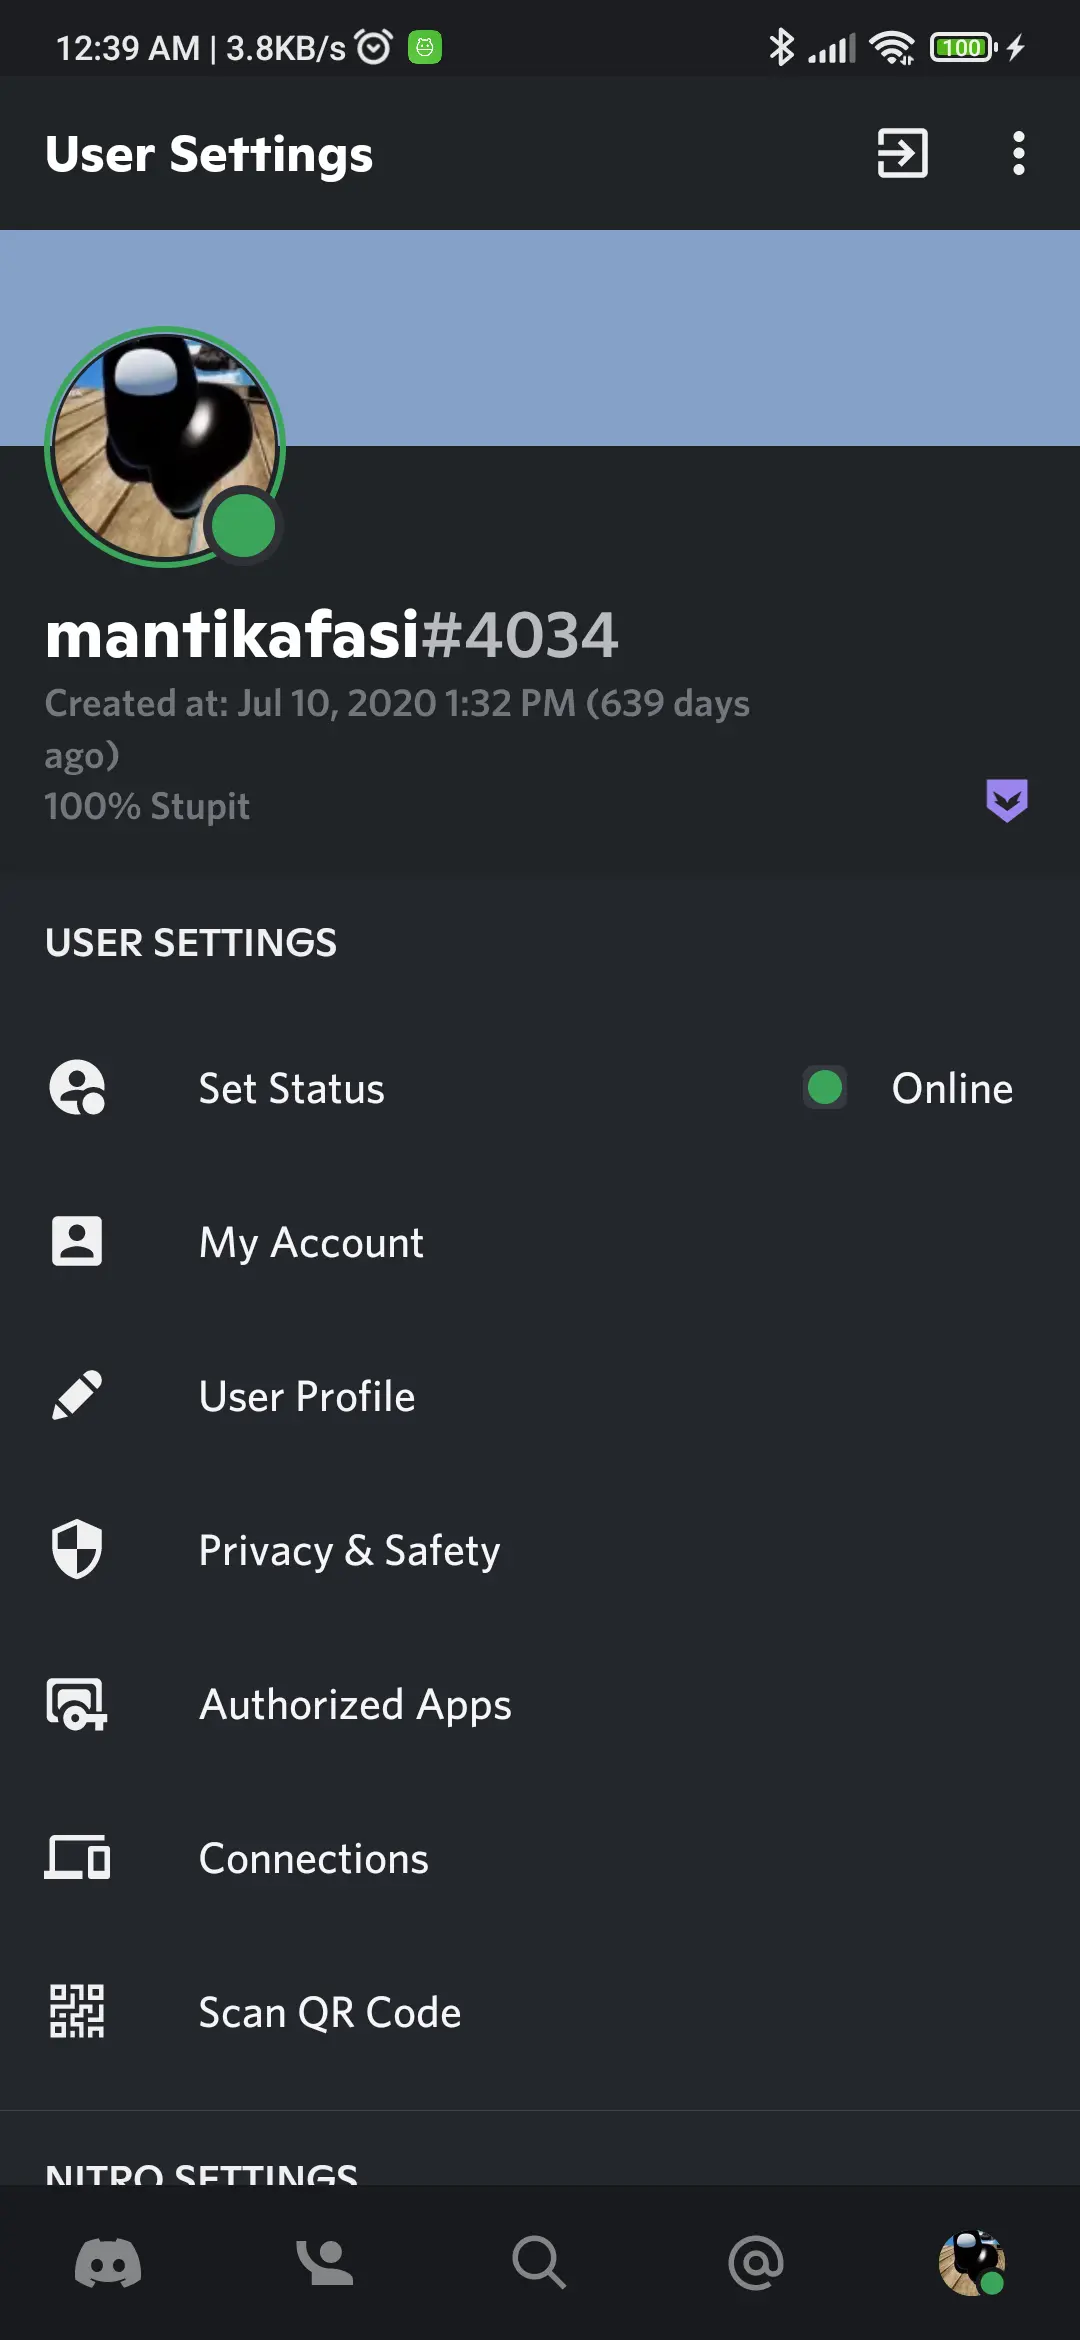 12:39 AM | 3.8KB/s 100
User Settings
mantikafasi#4034
Created at: Jul 10, 2020 1:32 PM (639 days
ago)
100% Stupit
USER SETTINGS
Set Status Online
My Account
User Profile
Privacy & Safety
Authorized Apps
Connections
Scan QR Code
NITRO SETTINGS